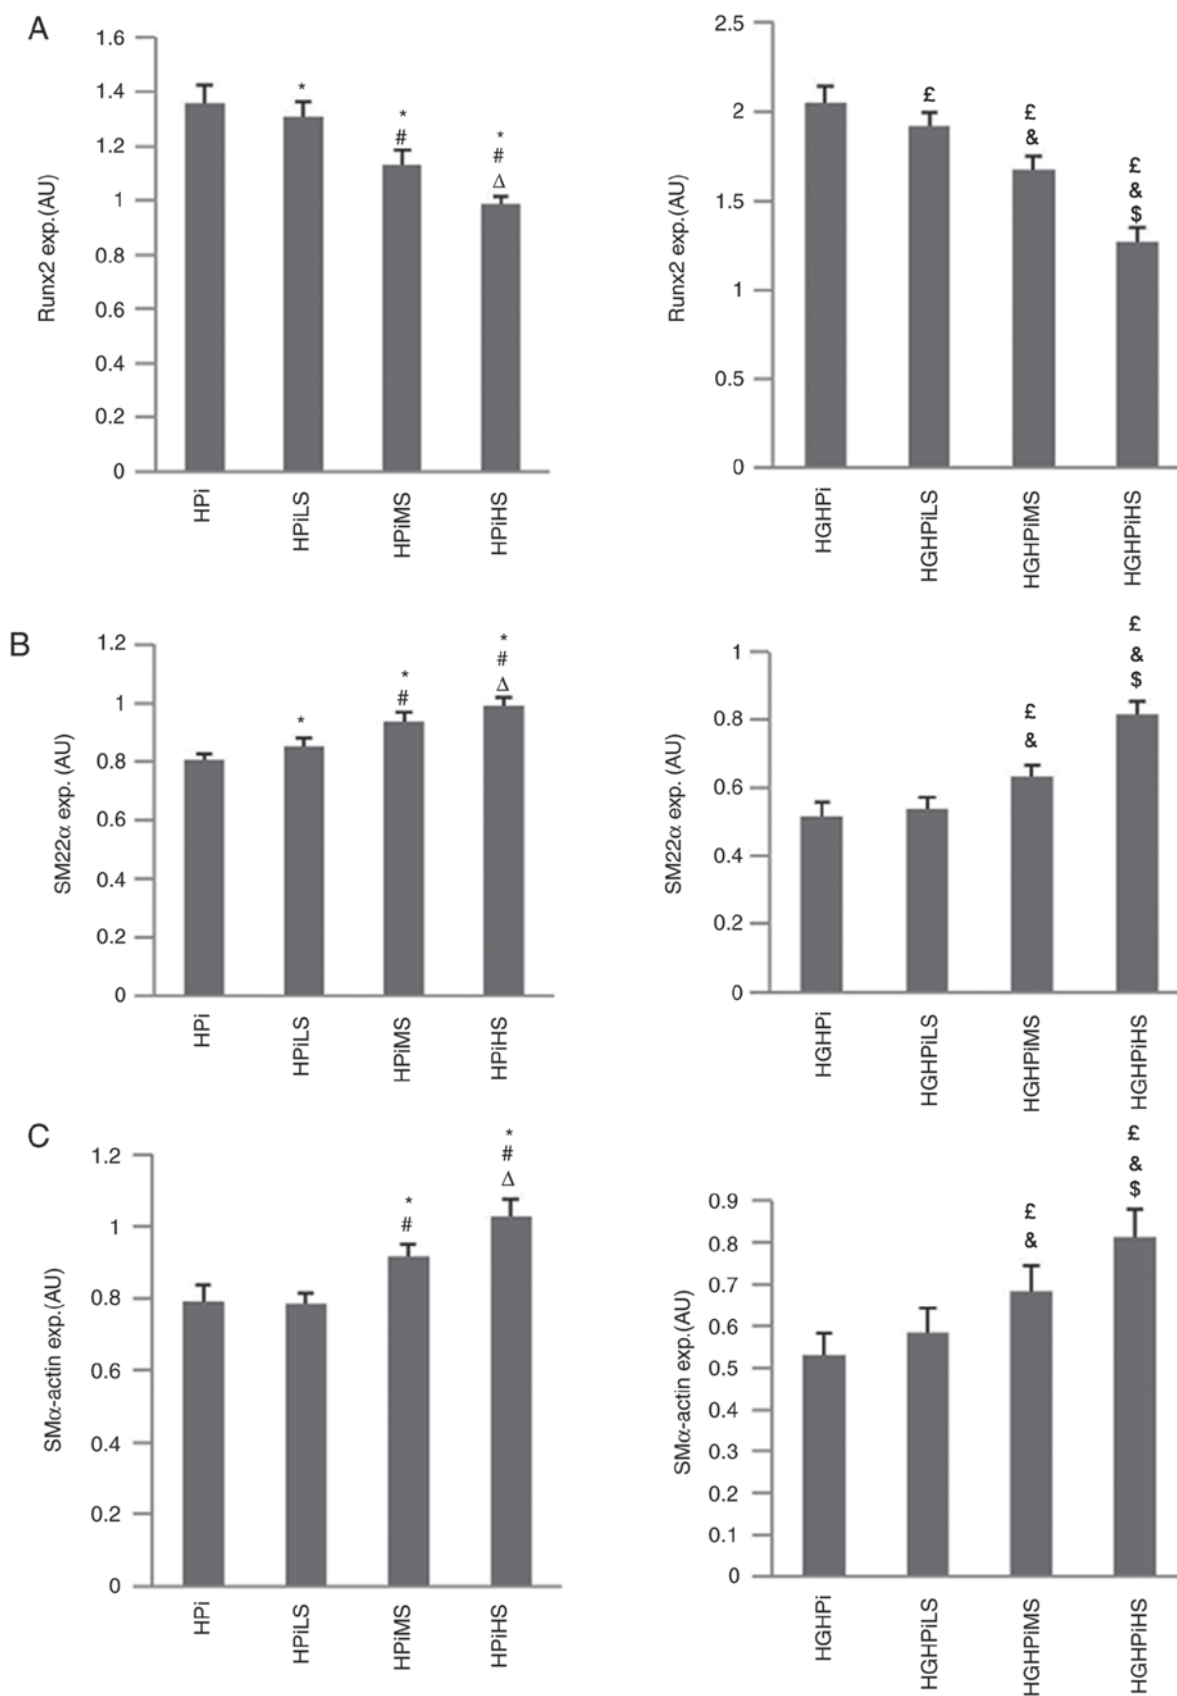 A
Runx2 exp.(AU)
1.6
1.4
1.2
1
0.8
0.6
0.4
0.2
0
*
*
#
*
#
Δ
HPi
HPiLS
HPiMS
HPiHS
Runx2 exp.(AU)
2.5
2
1.5
1
0.5
0
£
£
&
£
&
$
HGHPi
HGHPiLS
HGHPiMS
HGHPiHS
B
SM22α exp. (AU)
1.2
1
0.8
0.6
0.4
0.2
0
*
*
#
*
#
Δ
HPi
HPiLS
HPiMS
HPiHS
SM22α exp. (AU)
1
0.8
0.6
0.4
0.2
0
£
&
£
&
$
HGHPi
HGHPiLS
HGHPiMS
HGHPiHS
C
SMα-actin exp.(AU)
1.2
1
0.8
0.6
0.4
0.2
0
*
#
*
#
Δ
HPi
HPiLS
HPiMS
HPiHS
SMα-actin exp.(AU)
0.9
0.8
0.7
0.6
0.5
0.4
0.3
0.2
0.1
0
£
&
£
&
$
HGHPi
HGHPiLS
HGHPiMS
HGHPiHS